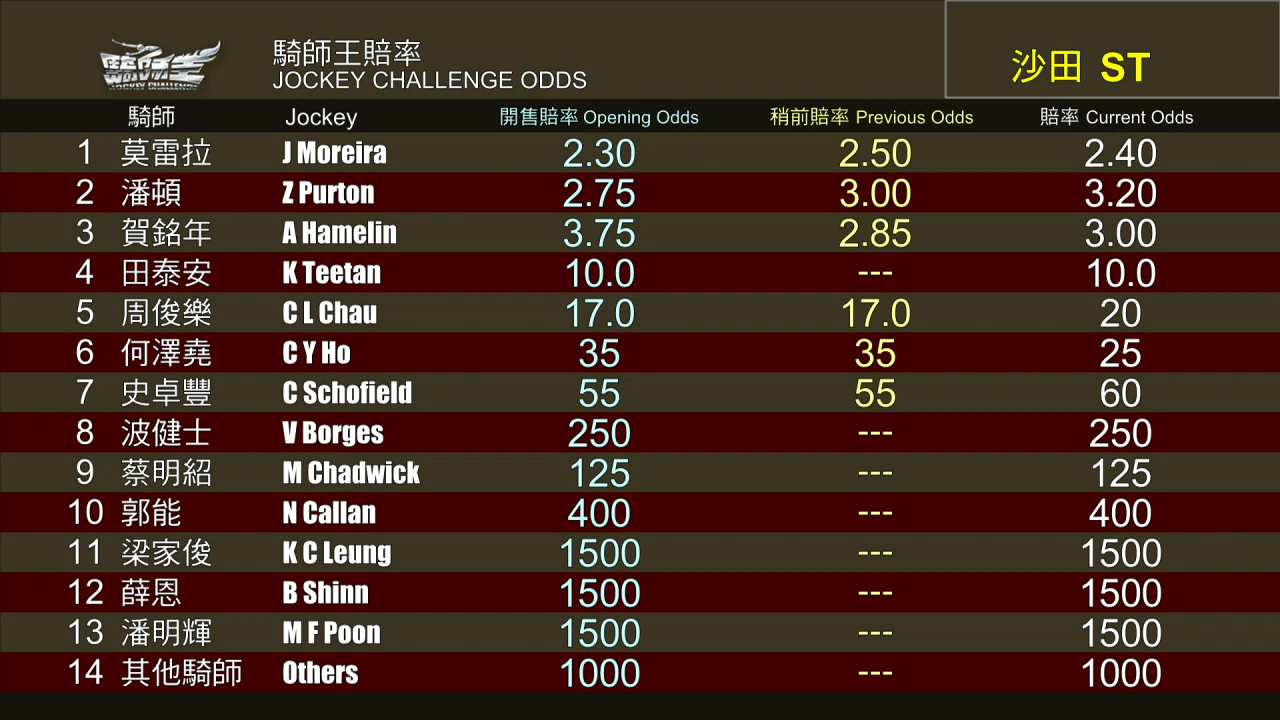 騎師王 JOCKEY CHALLENGE
騎師王賠率
JOCKEY CHALLENGE ODDS
沙田 ST
騎師 Jockey 開售賠率 Opening Odds 稍前賠率 Previous Odds 賠率 Current Odds
1 莫雷拉 J Moreira 2.30 2.50 2.40
2 潘頓 Z Purton 2.75 3.00 3.20
3 賀銘年 A Hamelin 3.75 2.85 3.00
4 田泰安 K Teetan 10.0 --- 10.0
5 周俊樂 C L Chau 17.0 17.0 20
6 何澤堯 C Y Ho 35 35 25
7 史卓豐 C Schofield 55 55 60
8 波健士 V Borges 250 --- 250
9 蔡明紹 M Chadwick 125 --- 125
10 郭能 N Callan 400 --- 400
11 梁家俊 K C Leung 1500 --- 1500
12 薛恩 B Shinn 1500 --- 1500
13 潘明輝 M F Poon 1500 --- 1500
14 其他騎師 Others 1000 --- 1000